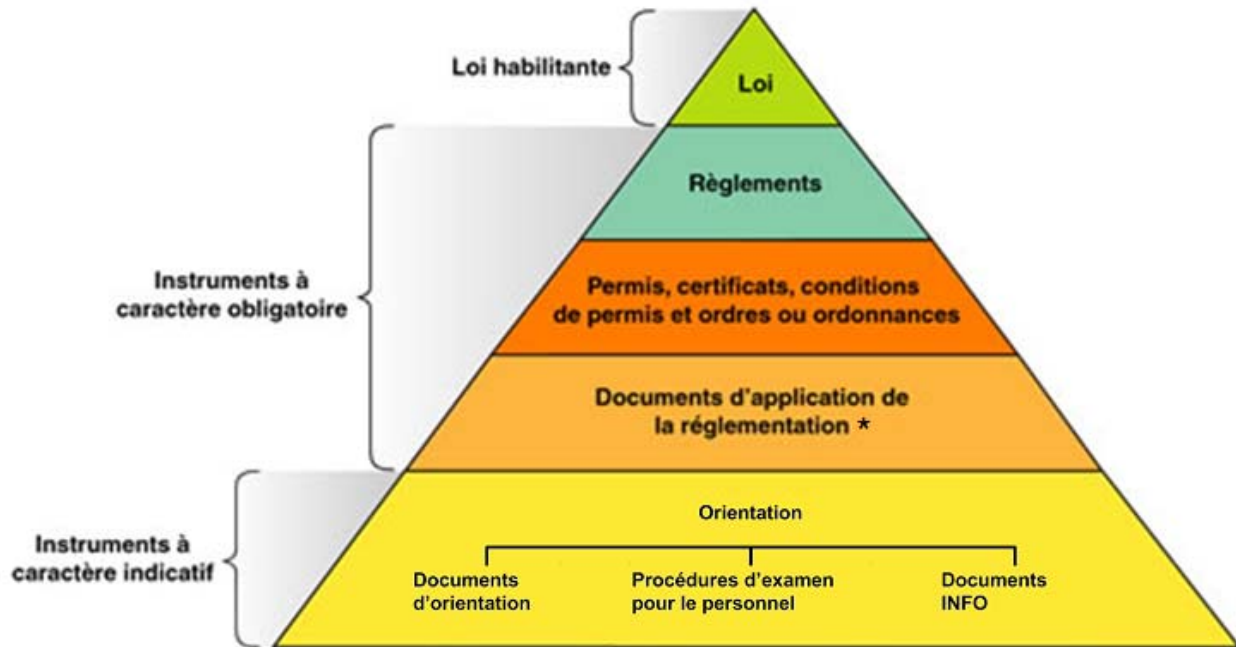 Loi habilitante
Loi
Règlements
Instruments à
caractère obligatoire
Permis, certificats, conditions
de permis et ordres ou ordonnances
Documents d'application de
la réglementation *
Instruments à
caractère indicatif
Orientation
Documents
d'orientation
Procédures d'examen
pour le personnel
Documents
INFO